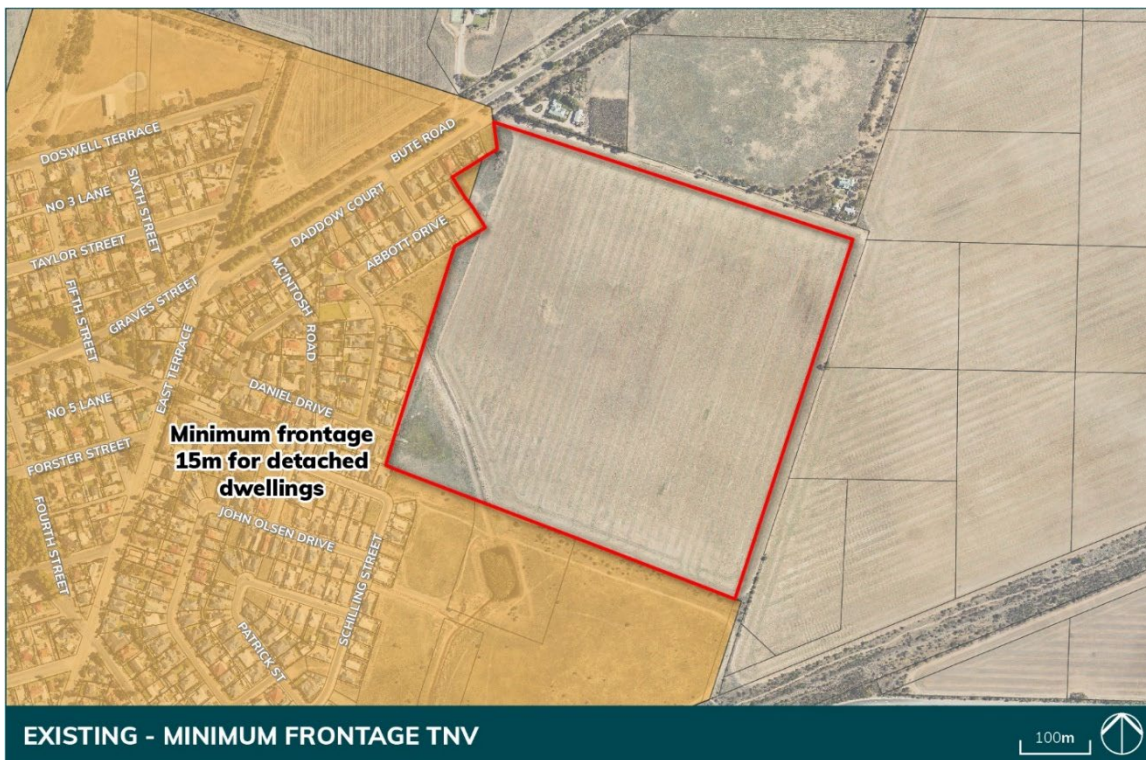 DOSWELL TERRACE
BUTE ROAD
NO 3 LANE
SIXTH STREET
DADDOW COURT
TAYLOR STREET
ABBOTT DRIVE
MCINTOSH ROAD
FIFTH STREET
GRAVES STREET
EAST TERRACE
DANIEL DRIVE
NO 5 LANE
Minimum frontage
15m for detached
dwellings
FORSTER STREET
FOURTH STREET
JOHN OLSEN DRIVE
SCHILLING STREET
PATRICK ST
EXISTING - MINIMUM FRONTAGE TNV
100m